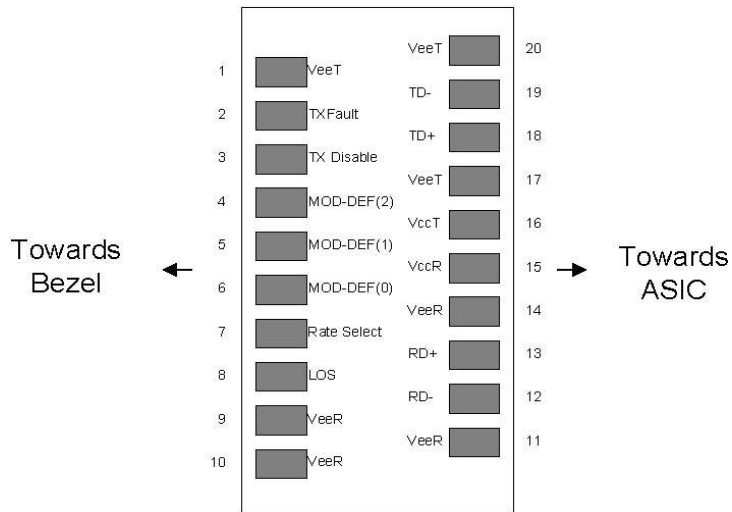 1 VeeT
2 TXFault
3 TX Disable
4 MOD-DEF(2)
5 MOD-DEF(1)
6 MOD-DEF(0)
7 Rate Select
8 LOS
9 VeeR
10 VeeR
VeeT 20
TD- 19
TD+ 18
VeeT 17
VccT 16
VccR 15
VeeR 14
RD+ 13
RD- 12
VeeR 11
Towards
Bezel
Towards
ASIC